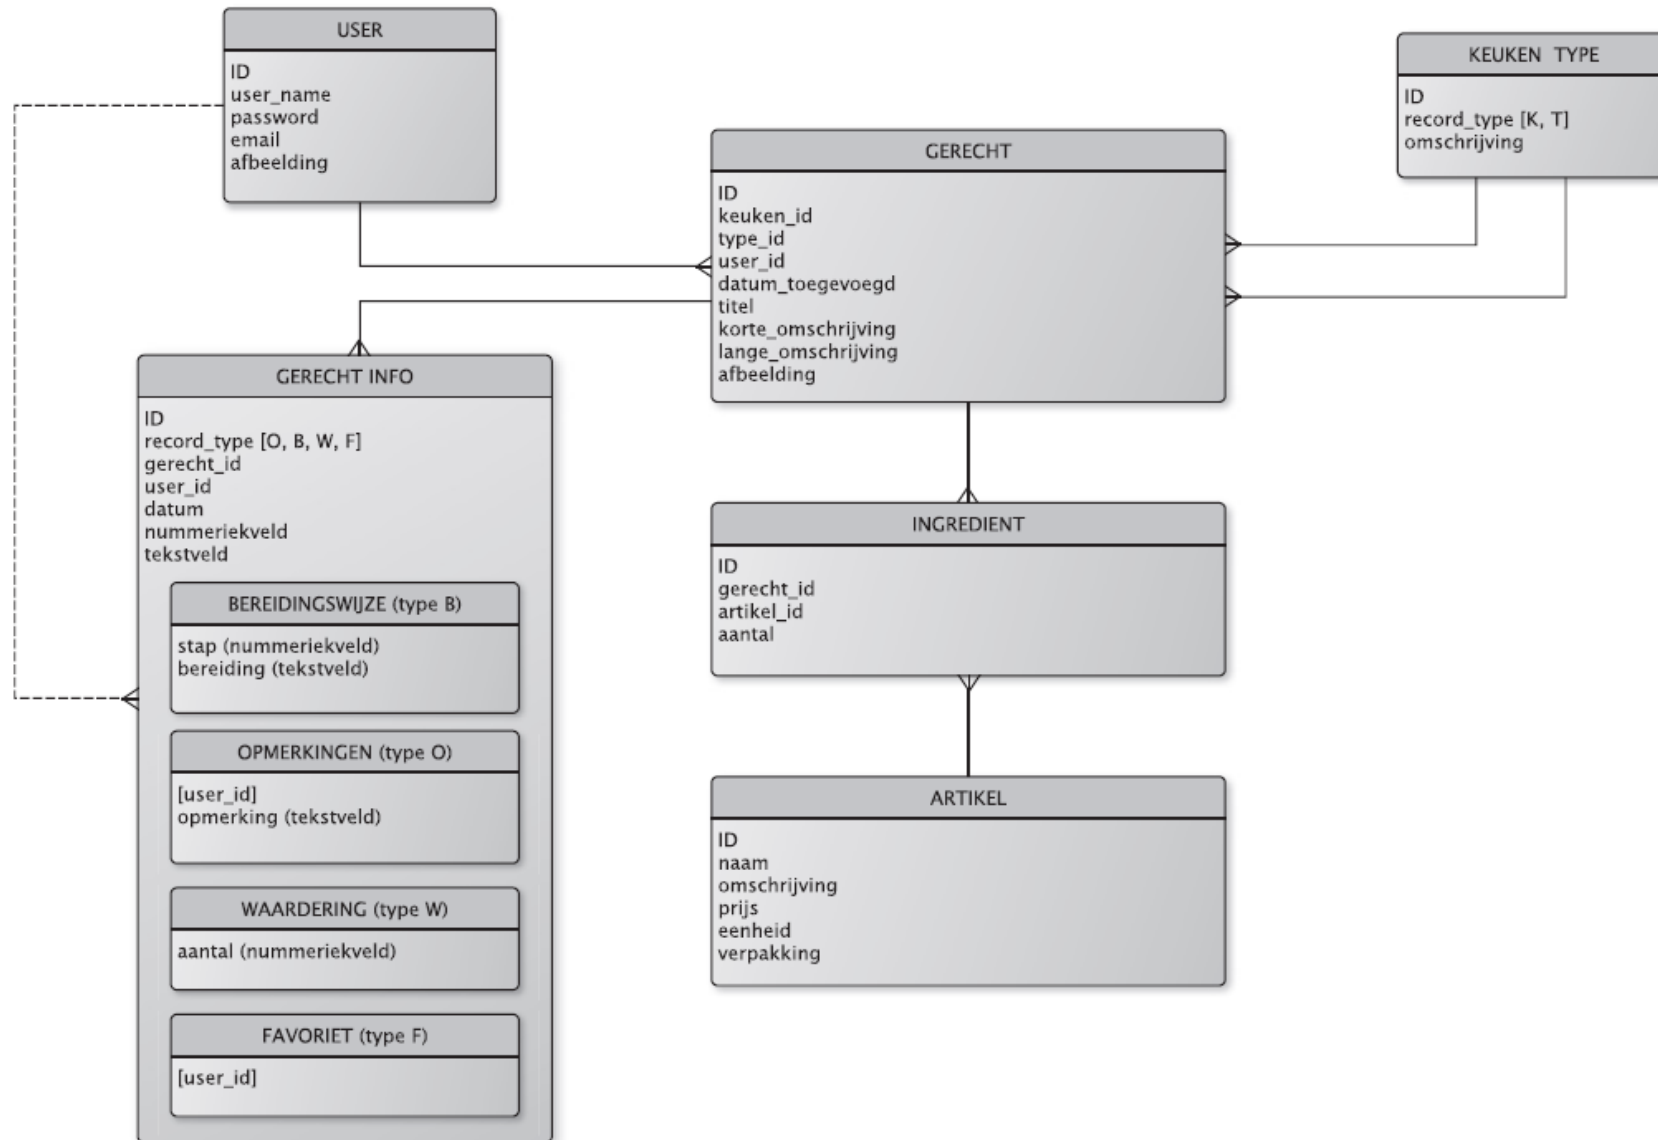 USER
ID
user_name
password
email
afbeelding
KEUKEN TYPE
ID
record_type [K, T]
omschrijving
GERECHT
ID
keuken_id
type_id
user_id
datum_toegevoegd
titel
korte_omschrijving
lange_omschrijving
afbeelding
GERECHT INFO
ID
record_type [O, B, W, F]
gerecht_id
user_id
datum
nummeriekveld
tekstveld
BEREIDINGSWIJZE (type B)
stap (nummeriekveld)
bereiding (tekstveld)
OPMERKINGEN (type O)
[user_id]
opmerking (tekstveld)
WAARDERING (type W)
aantal (nummeriekveld)
FAVORIET (type F)
[user_id]
INGREDIENT
ID
gerecht_id
artikel_id
aantal
ARTIKEL
ID
naam
omschrijving
prijs
eenheid
verpakking